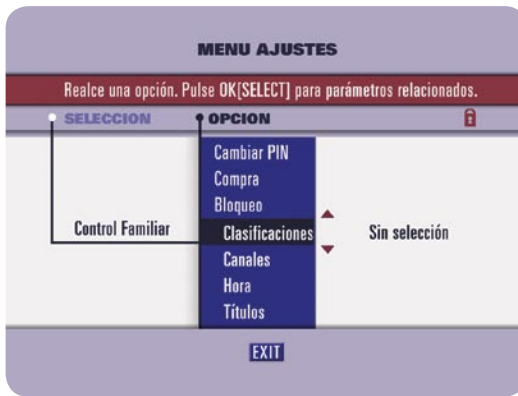 MENU AJUSTES
Realce una opción. Pulse OK[SELECT] para parámetros relacionados.
SELECCION OPCION
Cambiar PIN
Compra
Bloqueo
Control Familiar Clasificaciones Sin selección
Canales
Hora
Títulos
EXIT